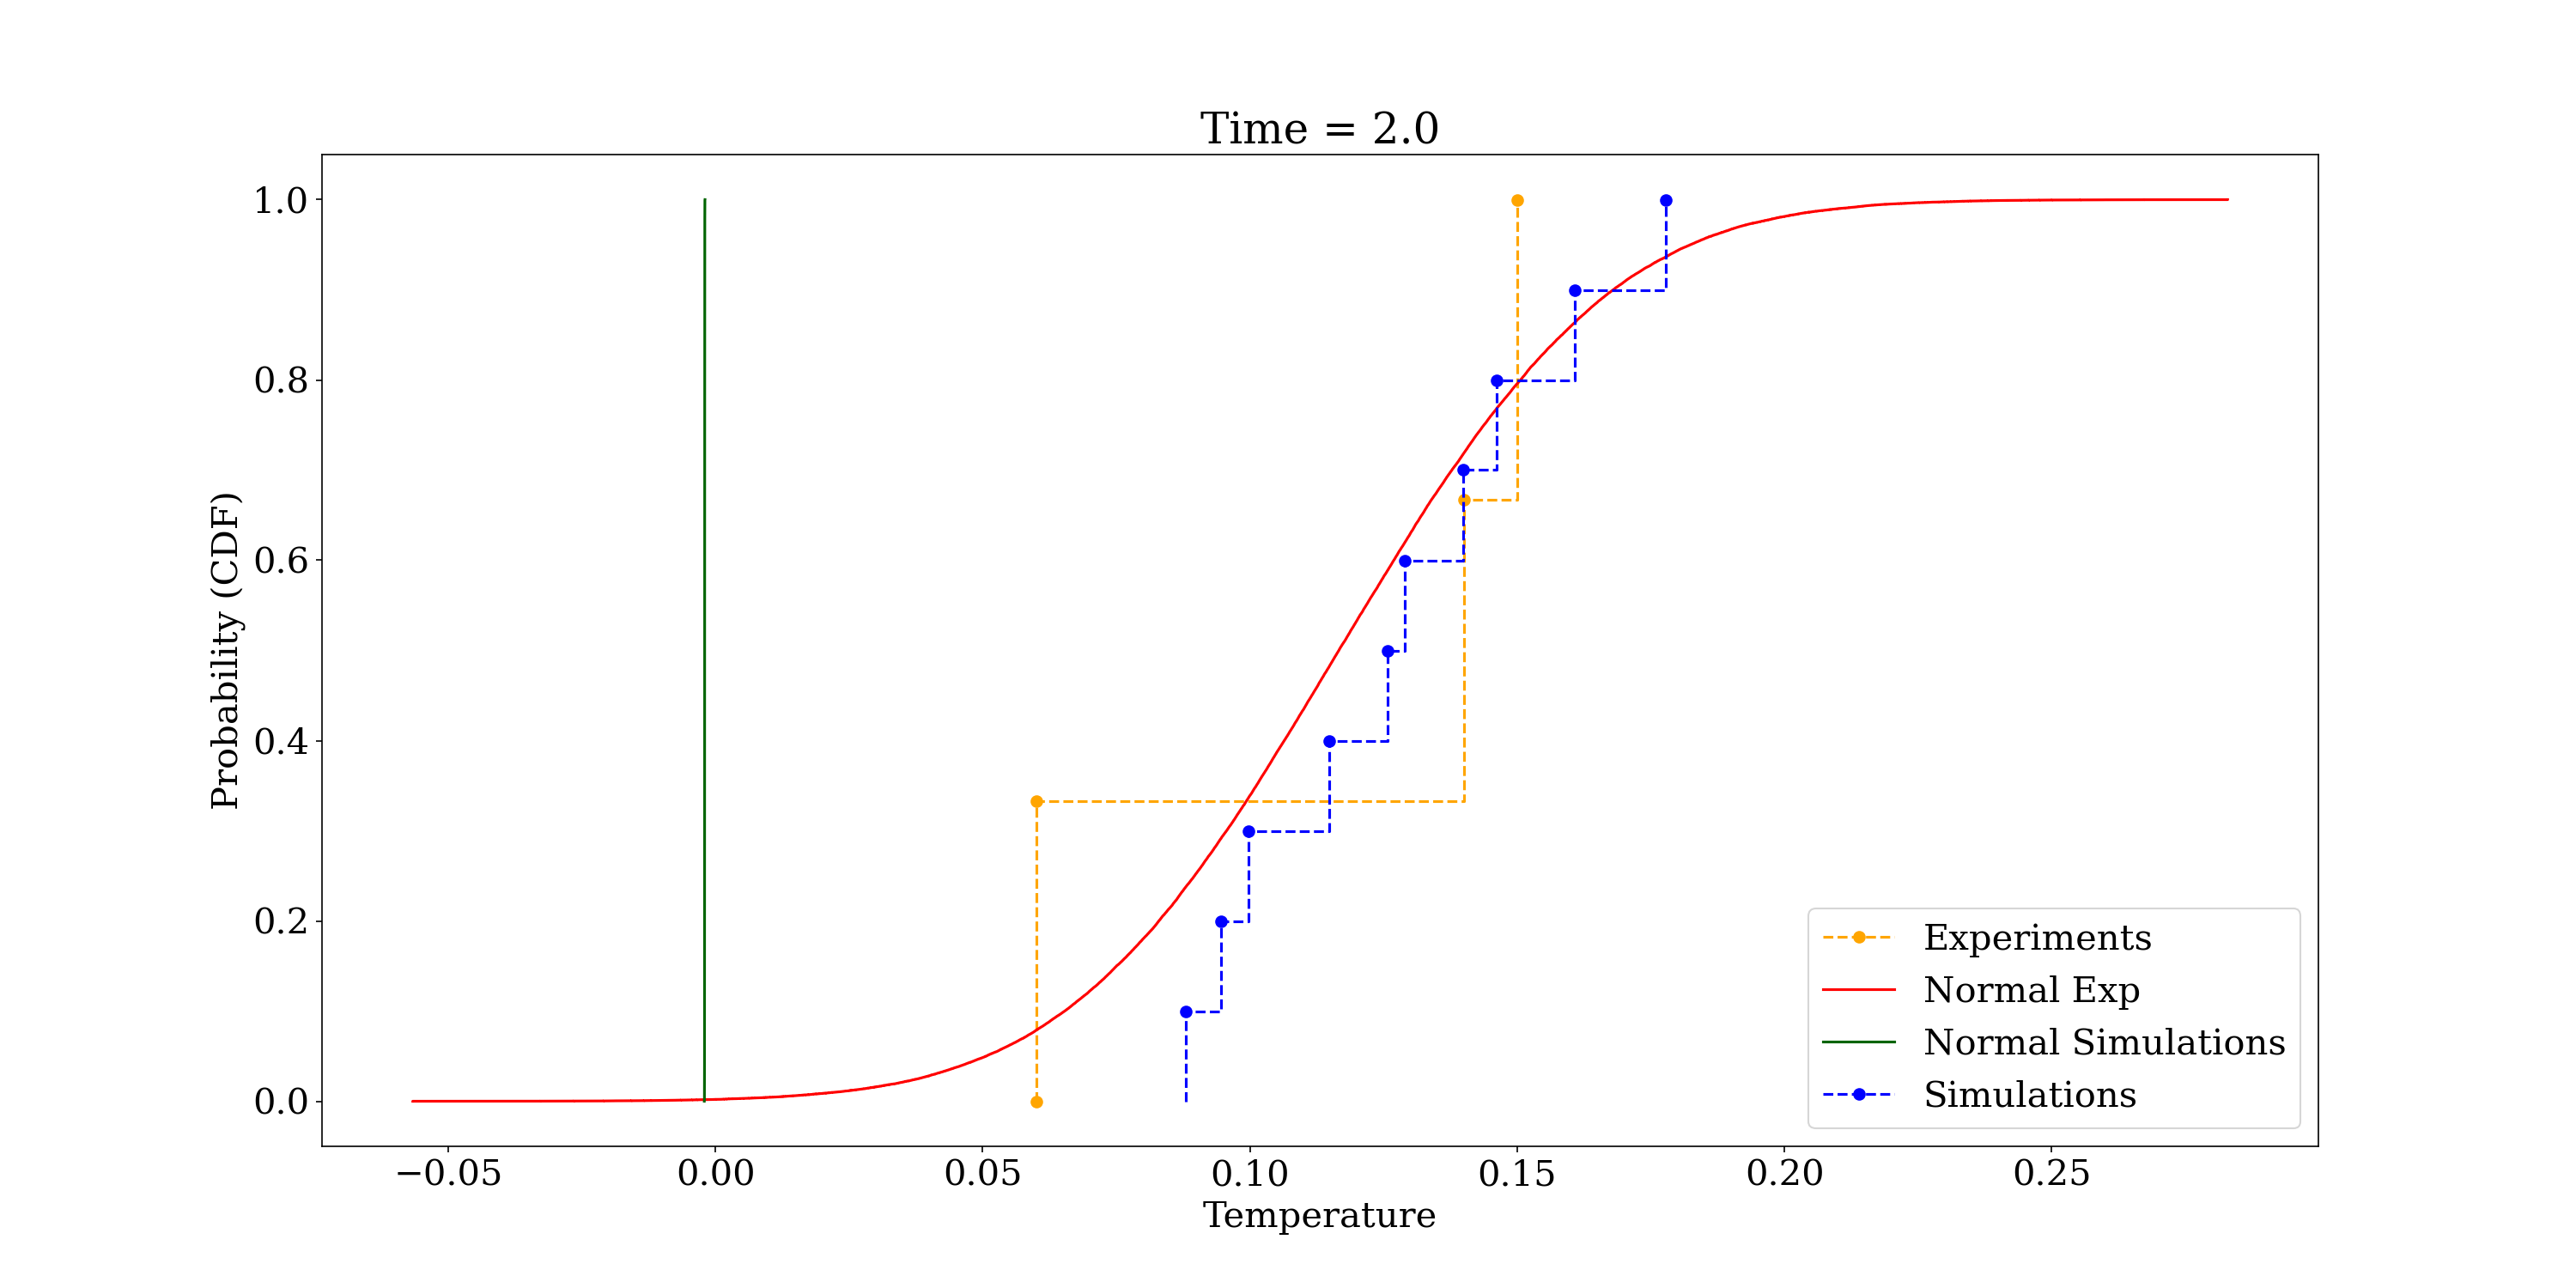 Time = 2.0
Probability (CDF)
1.0
0.8
0.6
0.4
0.2
0.0
Experiments
Normal Exp
Normal Simulations
Simulations
−0.05 0.00 0.05 0.10 0.15 0.20 0.25
Temperature